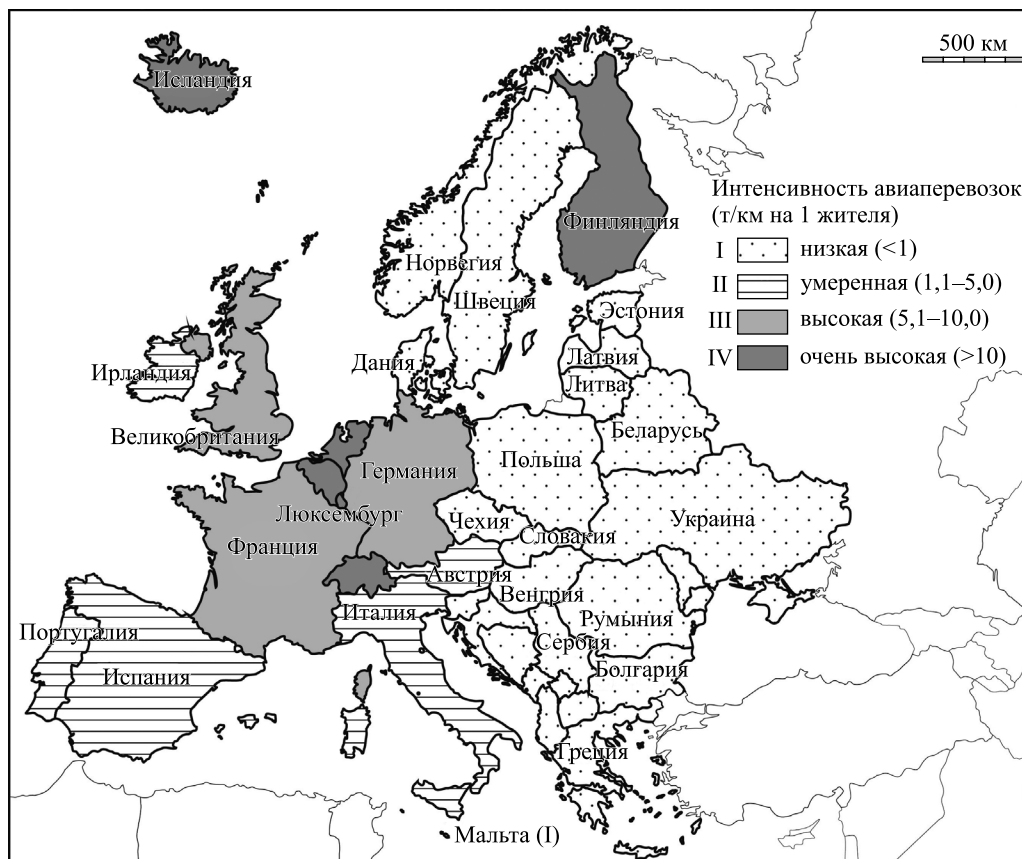 500 км
Исландия
Интенсивность авиаперевозок
(т/км на 1 жителя)
I низкая (<1)
II умеренная (1,1–5,0)
III высокая (5,1–10,0)
IV очень высокая (>10)
Финляндия
Норвегия
Швеция
Эстония
Дания
Латвия
Ирландия
Литва
Великобритания
Беларусь
Германия
Польша
Люксембург
Чехия
Украина
Франция
Словакия
Австрия
Венгрия
Италия
Румыния
Португалия
Сербия
Испания
Болгария
Греция
Мальта (I)